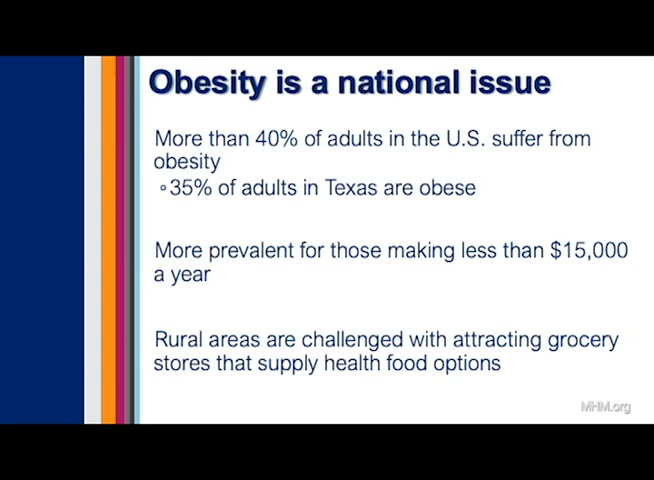 Obesity is a national issue
More than 40% of adults in the U.S. suffer from
obesity
◦35% of adults in Texas are obese
More prevalent for those making less than $15,000
a year
Rural areas are challenged with attracting grocery
stores that supply health food options
MHM.org